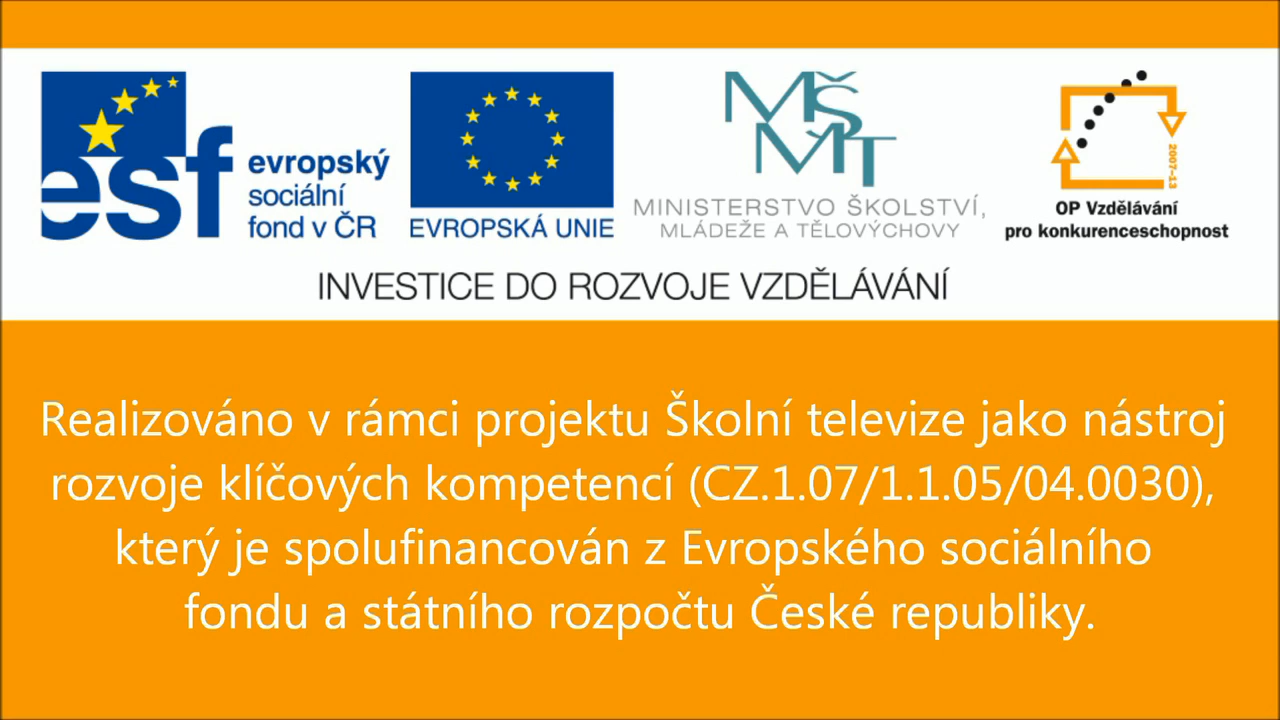 esf
evropský
sociální
fond v ČR
EVROPSKÁ UNIE
MŠ
MT
MINISTERSTVO ŠKOLSTVÍ,
MLÁDEŽE A TĚLOVÝCHOVY
2007-13
OP Vzdělávání
pro konkurenceschopnost
INVESTICE DO ROZVOJE VZDĚLÁVÁNÍ
Realizováno v rámci projektu Školní televize jako nástroj
rozvoje klíčových kompetencí (CZ.1.07/1.1.05/04.0030),
který je spolufinancován z Evropského sociálního
fondu a státního rozpočtu České republiky.